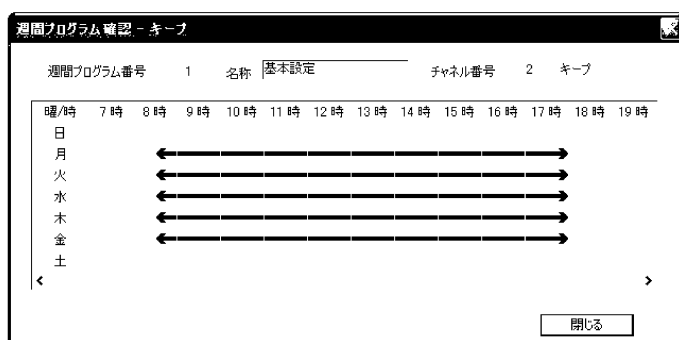 週間プログラム確認 - キープ
週間プログラム番号 1 名称 基本設定 チャネル番号 2 キープ
曜/時 7時 8時 9時 10時 11時 12時 13時 14時 15時 16時 17時 18時 19時
日
月
火
水
木
金
土
閉じる